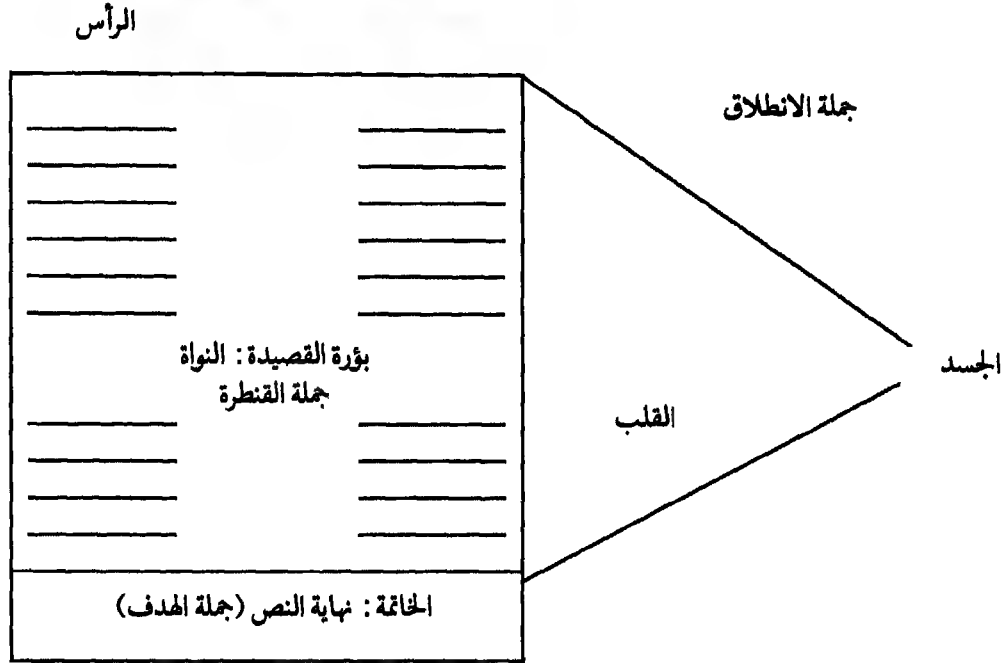 الرأس
جملة الانطلاق
بؤرة القصيدة: النواة
جملة القنطرة
الجسد
القلب
الخاتمة: نهاية النص (جملة الهدف)